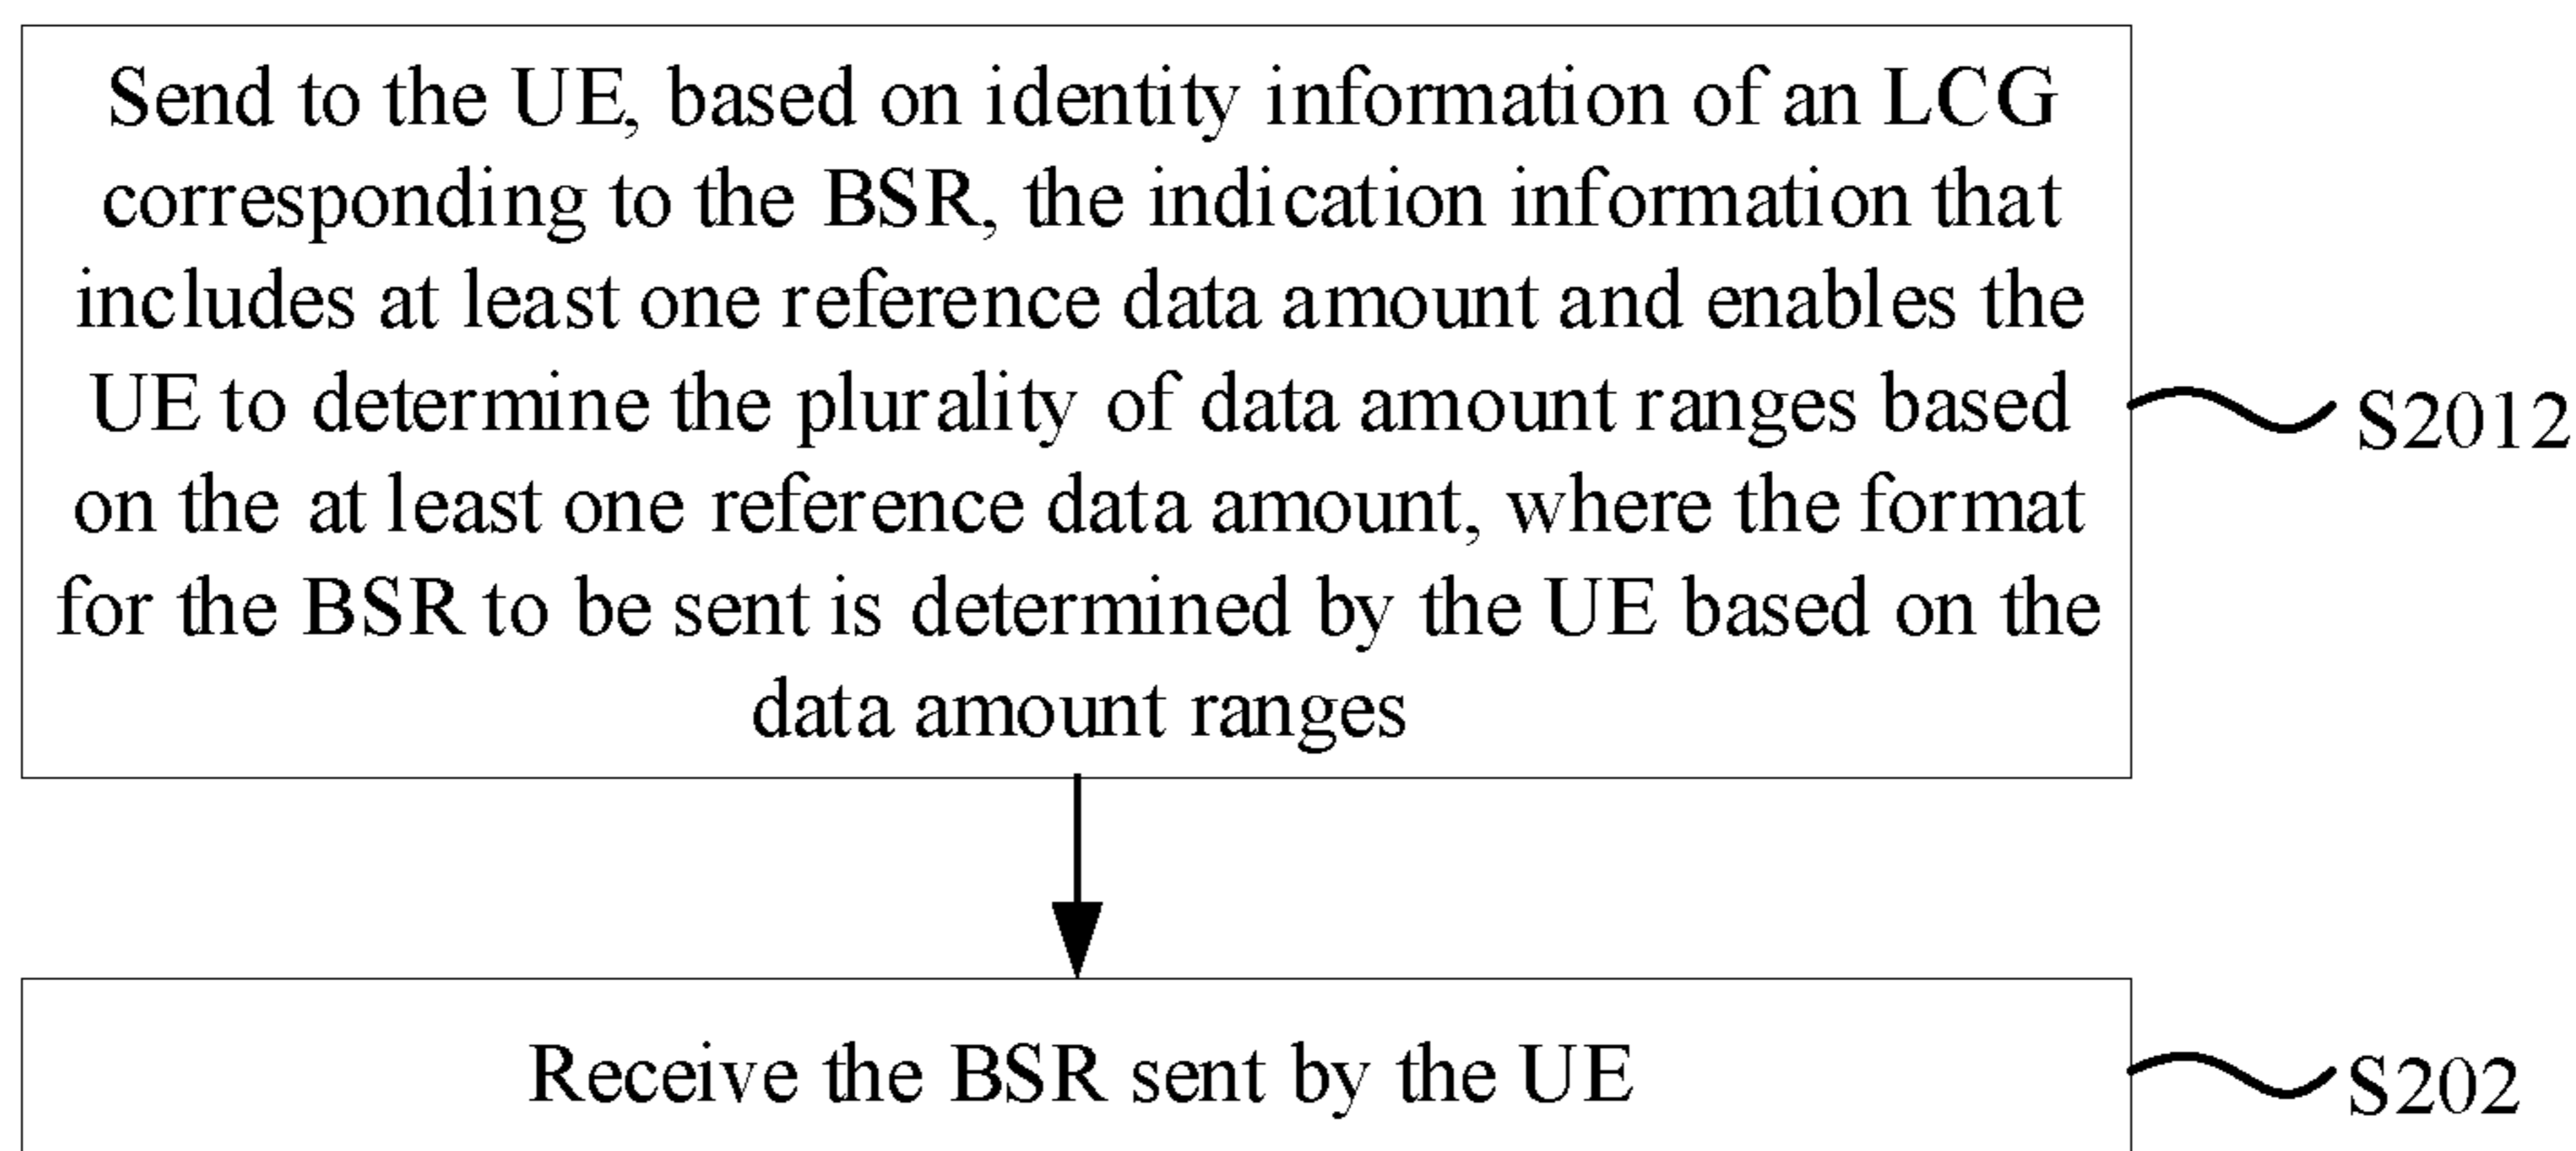 Send to the UE, based on identity information of an LCG
corresponding to the BSR, the indication information that
includes at least one reference data amount and enables the
UE to determine the plurality of data amount ranges based
on the at least one reference data amount, where the format
for the BSR to be sent is determined by the UE based on the
data amount ranges
S2012
Receive the BSR sent by the UE
S202